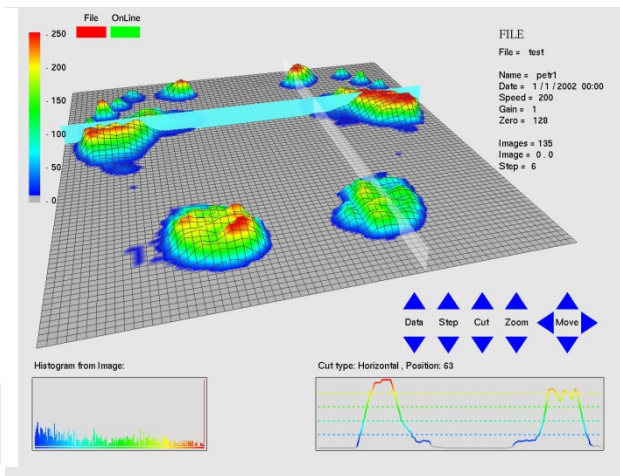 File OnLine
250
200
150
100
50
0
FILE
File = test
Name = petr1
Date = 1 / 1 / 2002 00:00
Speed = 200
Gain = 1
Zero = 128
Images = 135
Image = 0 . 0
Step = 6
Data Step Cut Zoom Move
Histogram from Image:
Cut type: Horizontal , Position: 63